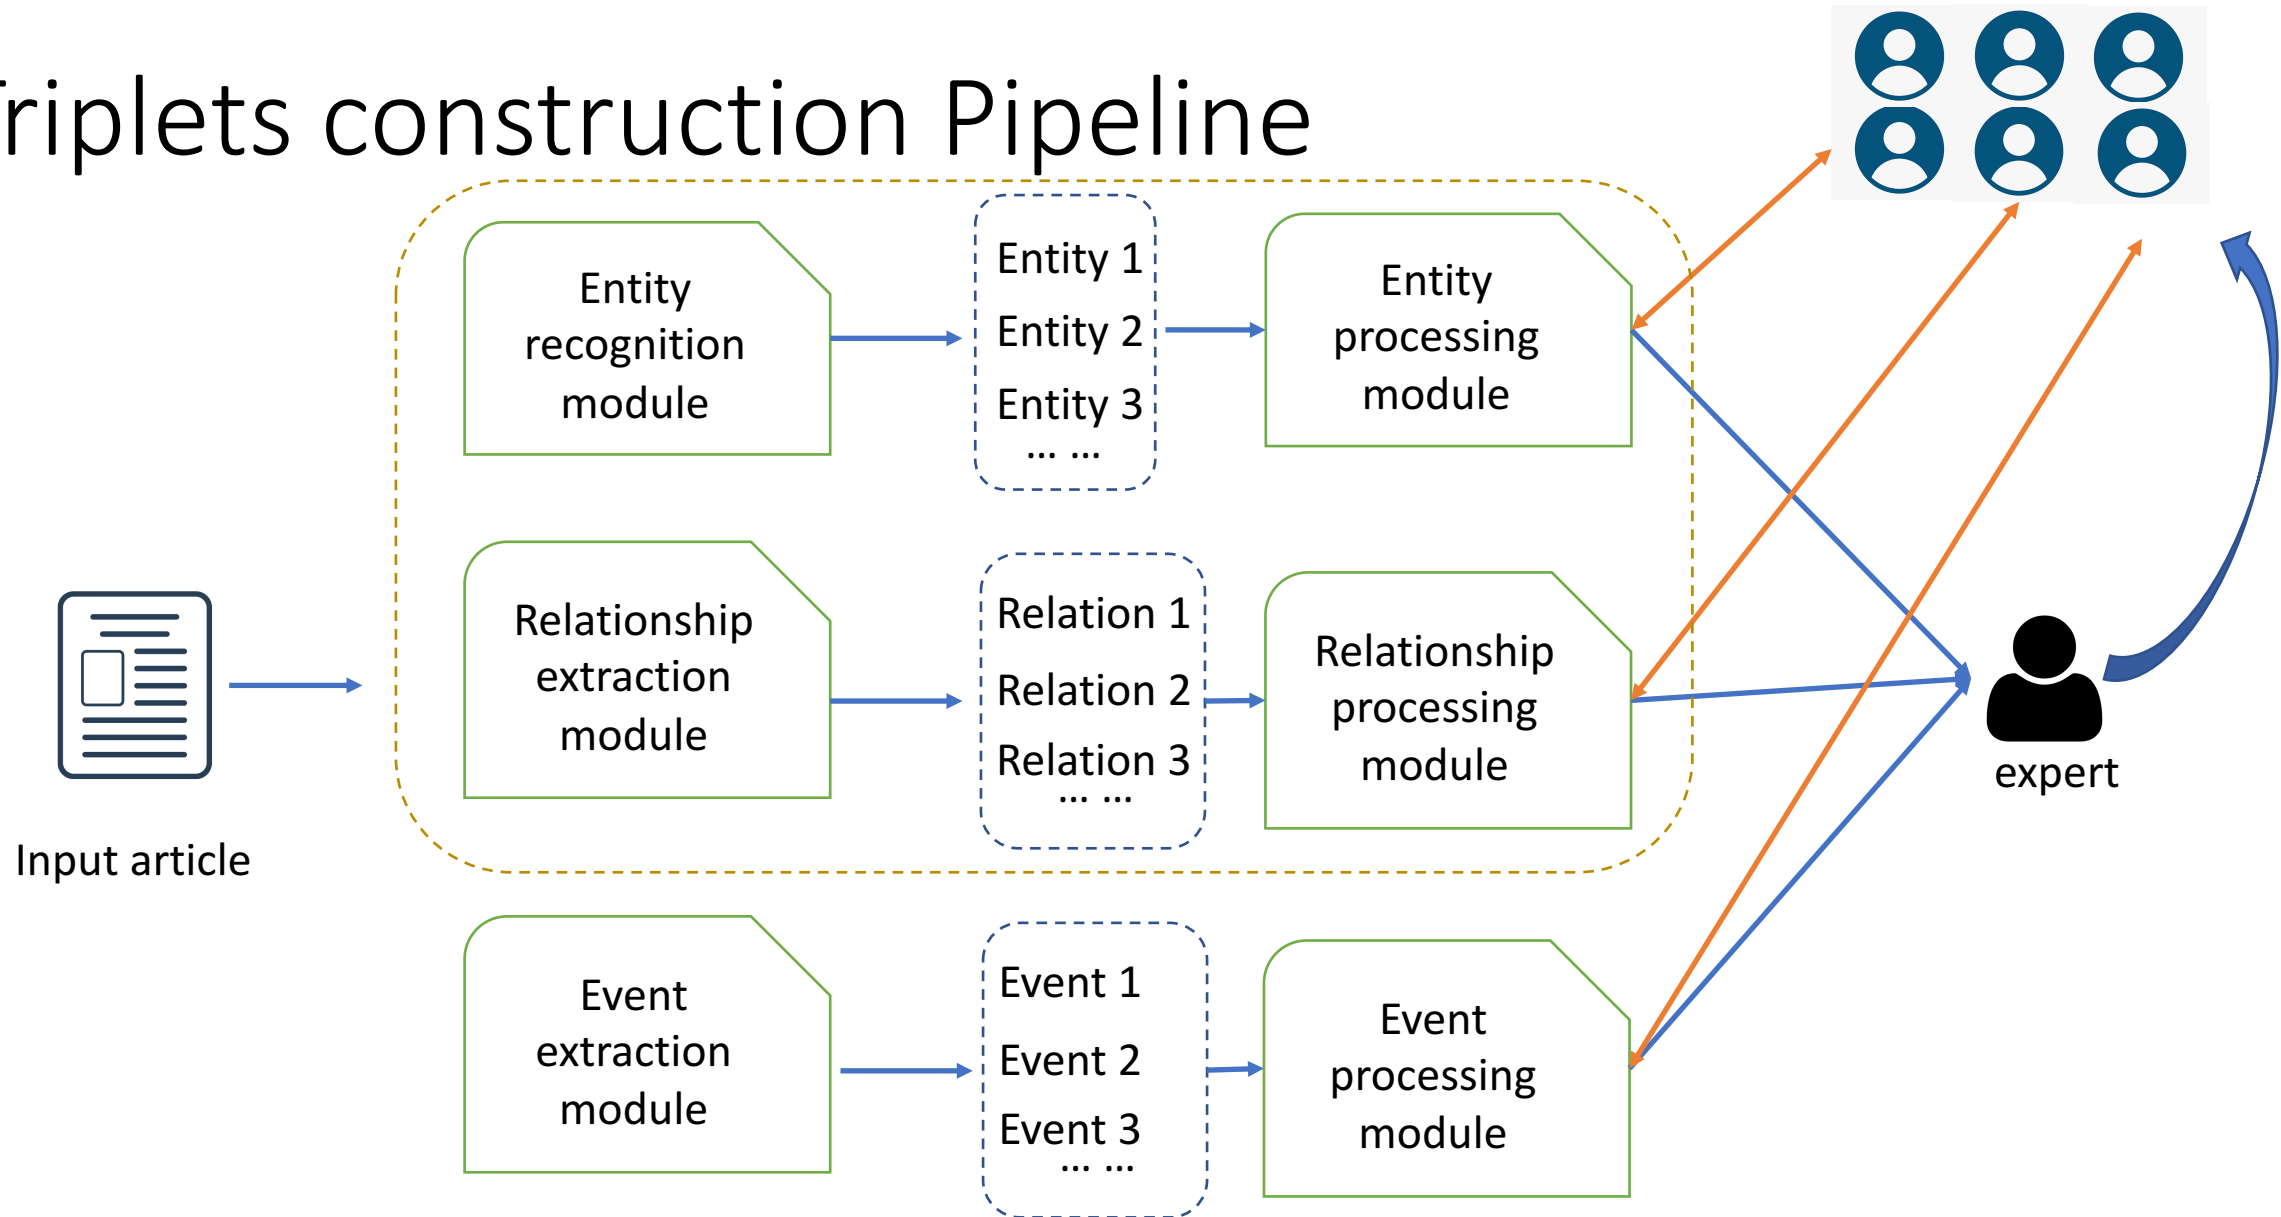 Triplets construction Pipeline
Entity
recognition
module
Entity 1
Entity 2
Entity 3
... ...
Entity
processing
module
Relationship
extraction
module
Relation 1
Relation 2
Relation 3
... ...
Relationship
processing
module
Input article
expert
Event
extraction
module
Event 1
Event 2
Event 3
... ...
Event
processing
module